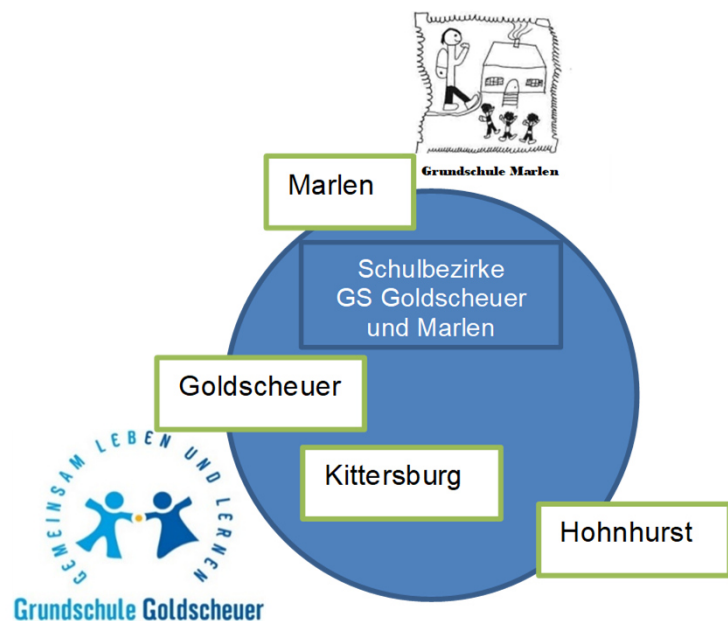 Grundschule Marlen
Marlen
Schulbezirke
GS Goldscheuer
und Marlen
Goldscheuer
Kittersburg
Hohnhurst
GEMEINSAM LEBEN UND LERNEN
Grundschule Goldscheuer